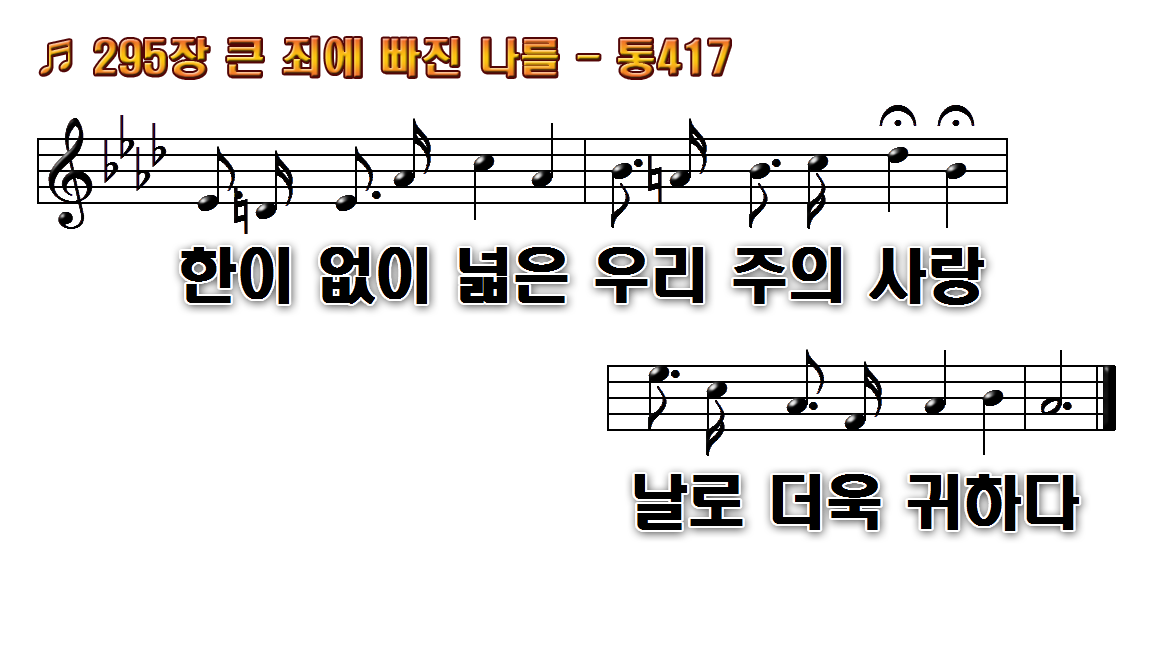 295장 큰 죄에 빠진 나를 - 통417
한이 없이 넓은 우리 주의 사랑
날로 더욱 귀하다